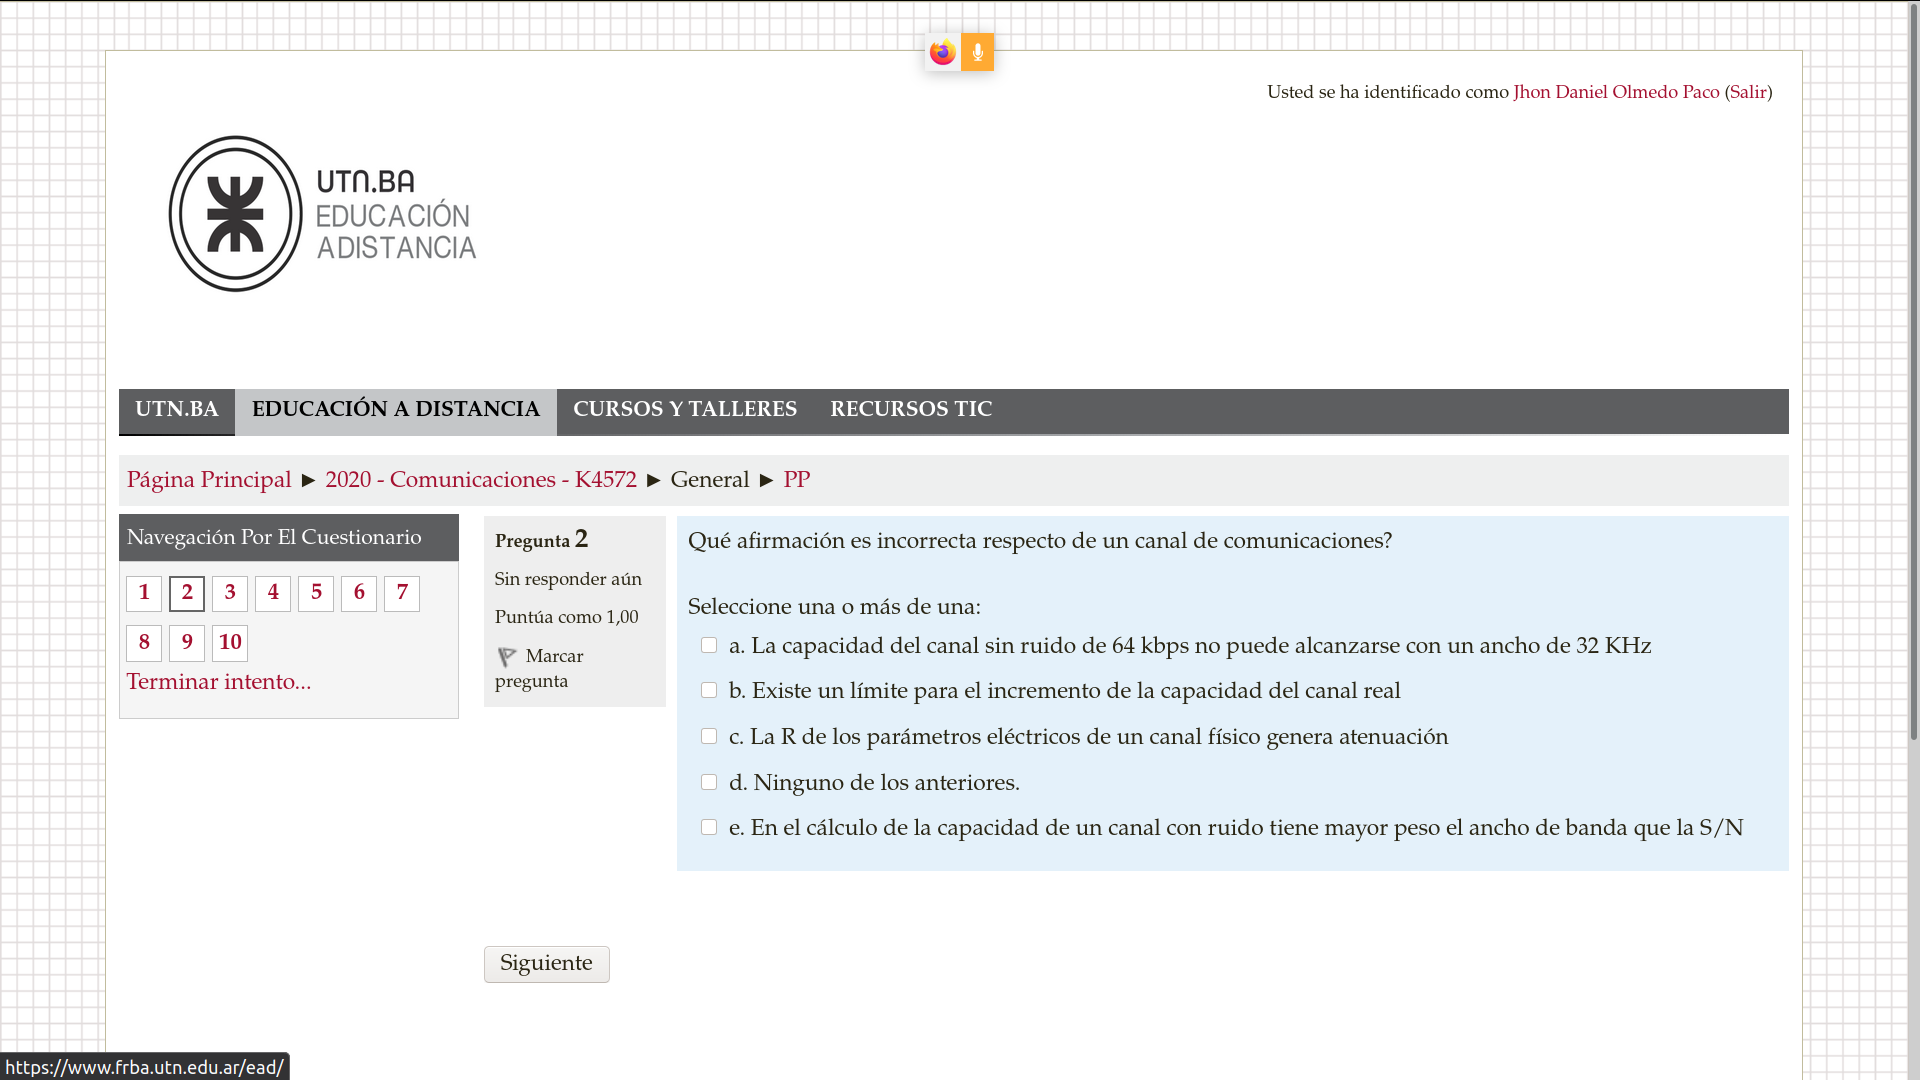 Usted se ha identificado como Jhon Daniel Olmedo Paco (Salir)
UTN.BA
EDUCACIÓN
A DISTANCIA
UTN.BA EDUCACIÓN A DISTANCIA CURSOS Y TALLERES RECURSOS TIC
Página Principal ► 2020 - Comunicaciones - K4572 ► General ► PP
Navegación Por El Cuestionario
1 2 3 4 5 6 7
8 9 10
Terminar intento...
Pregunta 2
Sin responder aún
Puntúa como 1,00
Marcar
pregunta
Qué afirmación es incorrecta respecto de un canal de comunicaciones?
Seleccione una o más de una:
a. La capacidad del canal sin ruido de 64 kbps no puede alcanzarse con un ancho de 32 KHz
b. Existe un límite para el incremento de la capacidad del canal real
c. La R de los parámetros eléctricos de un canal físico genera atenuación
d. Ninguno de los anteriores.
e. En el cálculo de la capacidad de un canal con ruido tiene mayor peso el ancho de banda que la S/N
Siguiente
https://www.frba.utn.edu.ar/ead/